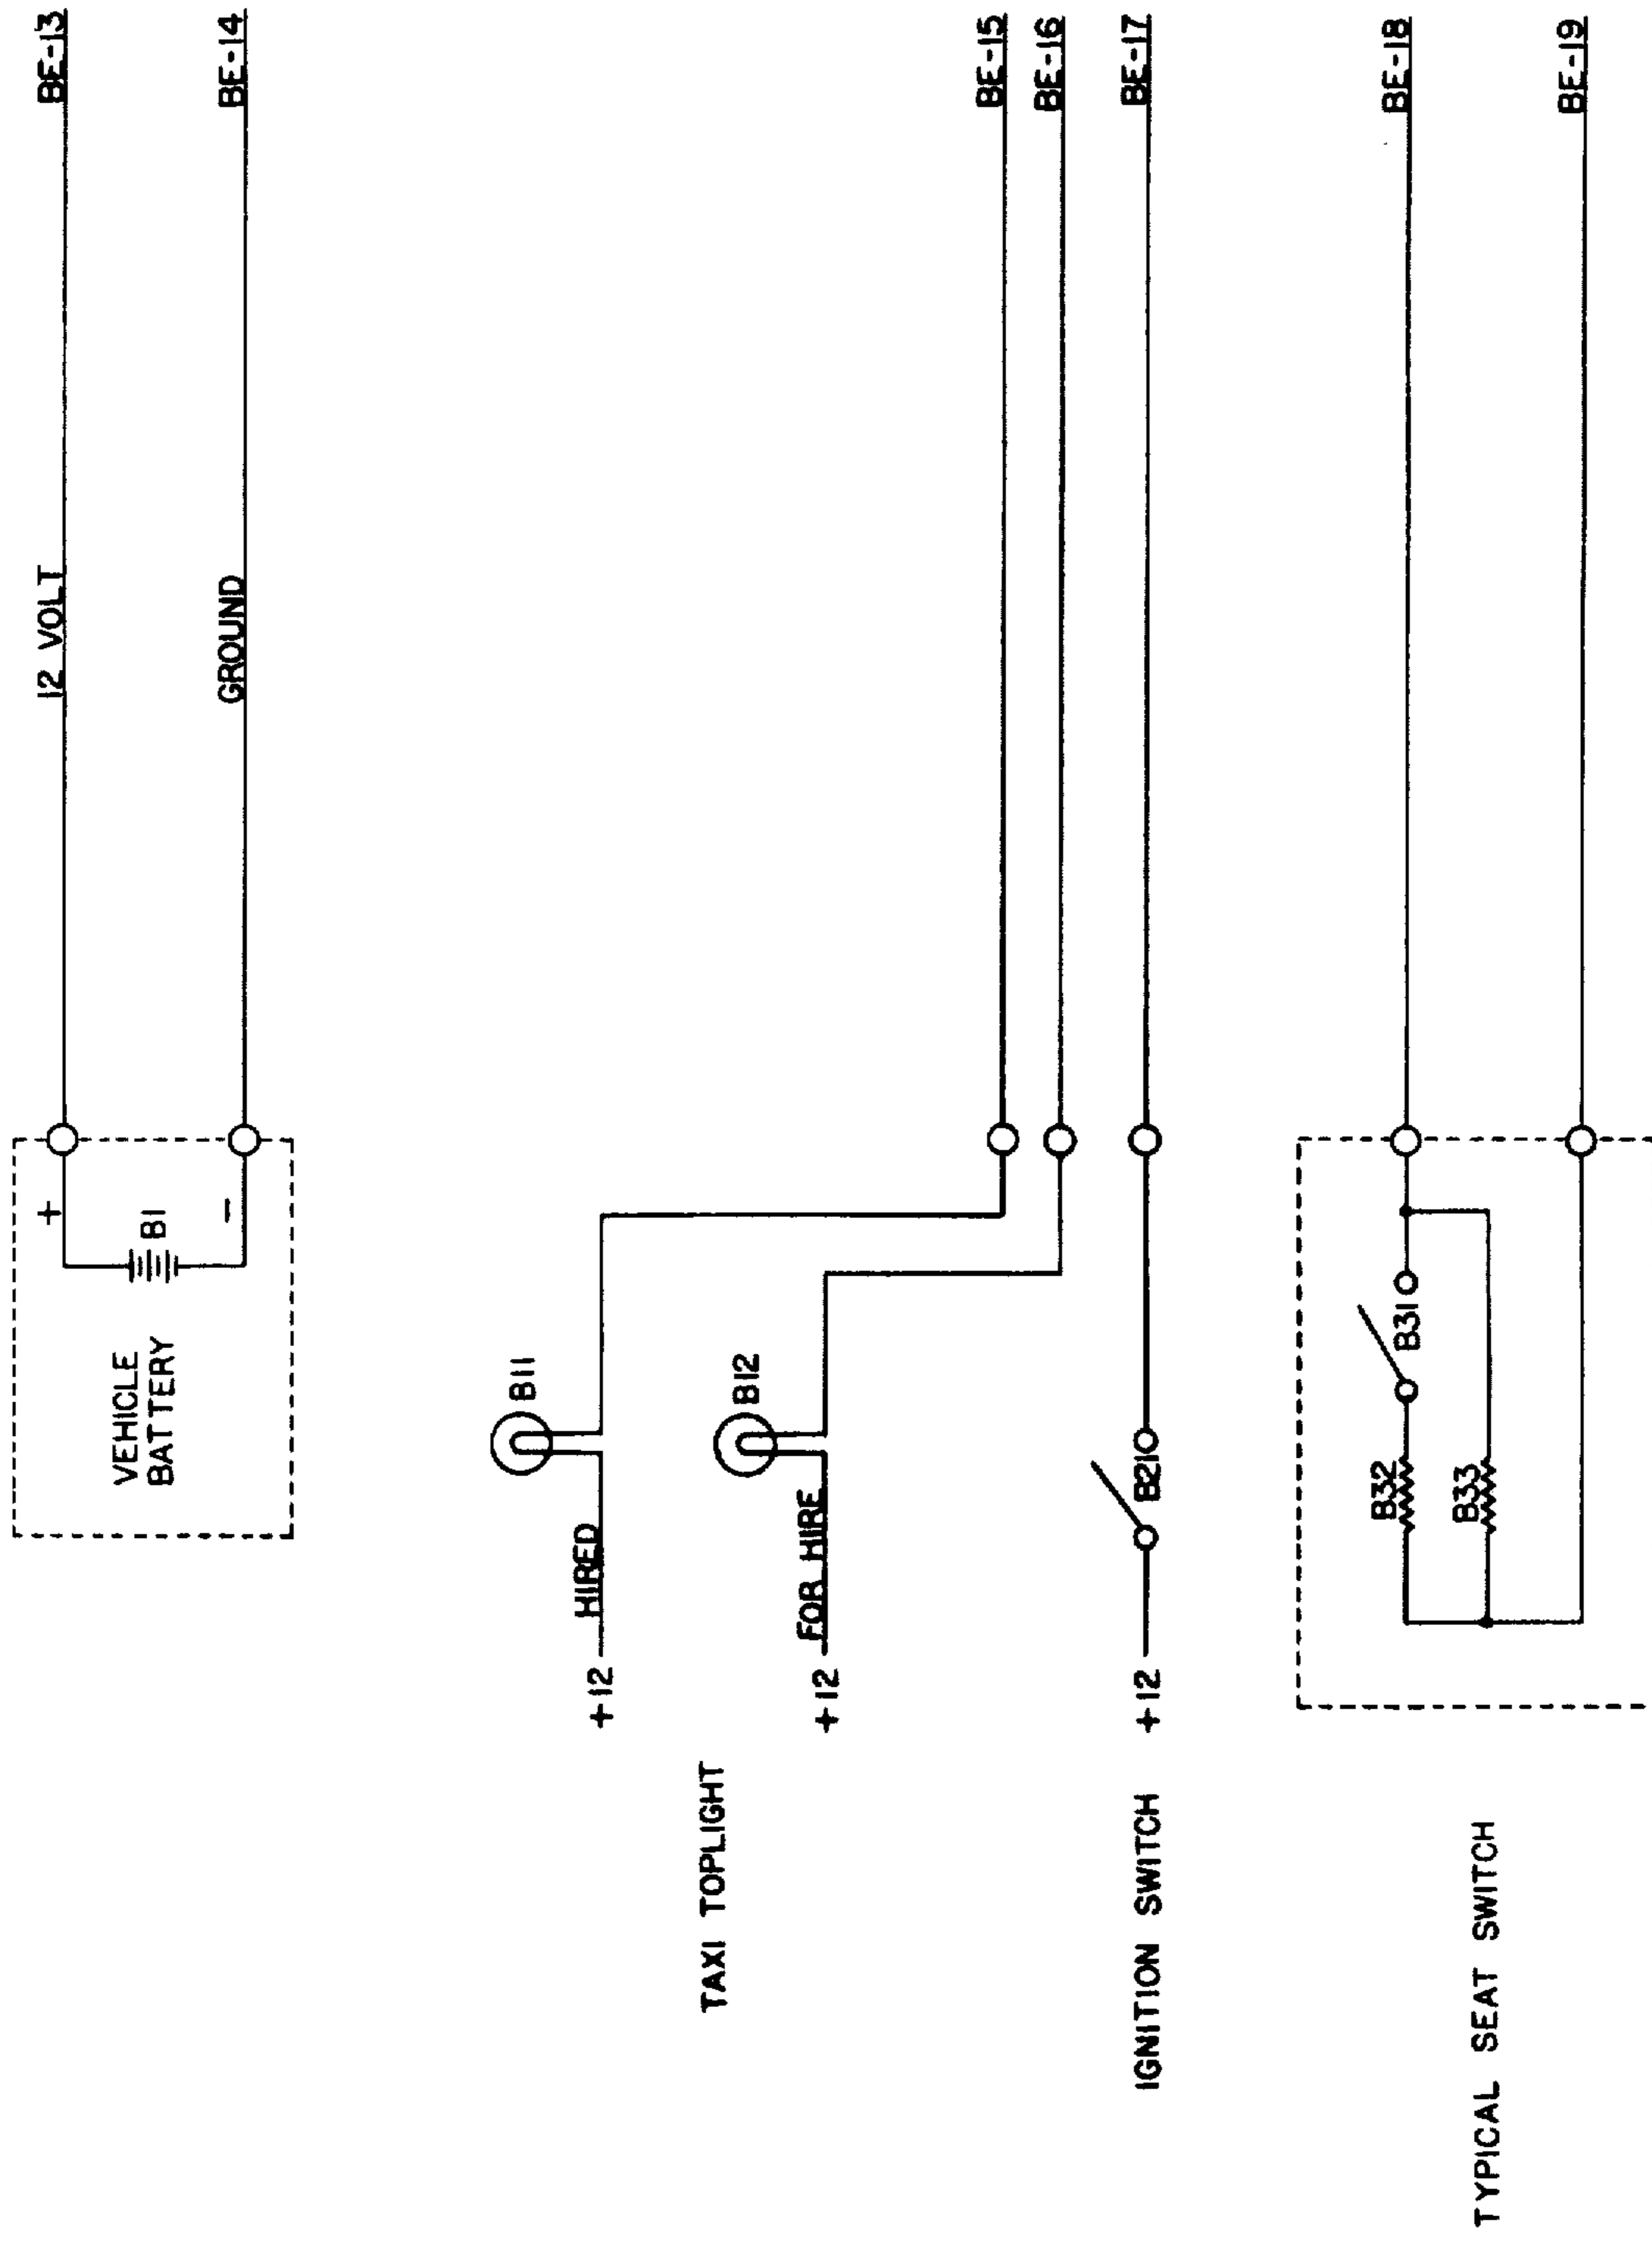 VEHICLE
BATTERY
+
B1
−
12 VOLT
BE-13
GROUND
BE-14
TAXI TOPLIGHT
+12
HIRED
B11
BE-15
+12
FOR HIRE
B12
BE-16
IGNITION SWITCH
+12
B21
BE-17
TYPICAL SEAT SWITCH
B32
B31
BE-18
B33
BE-19